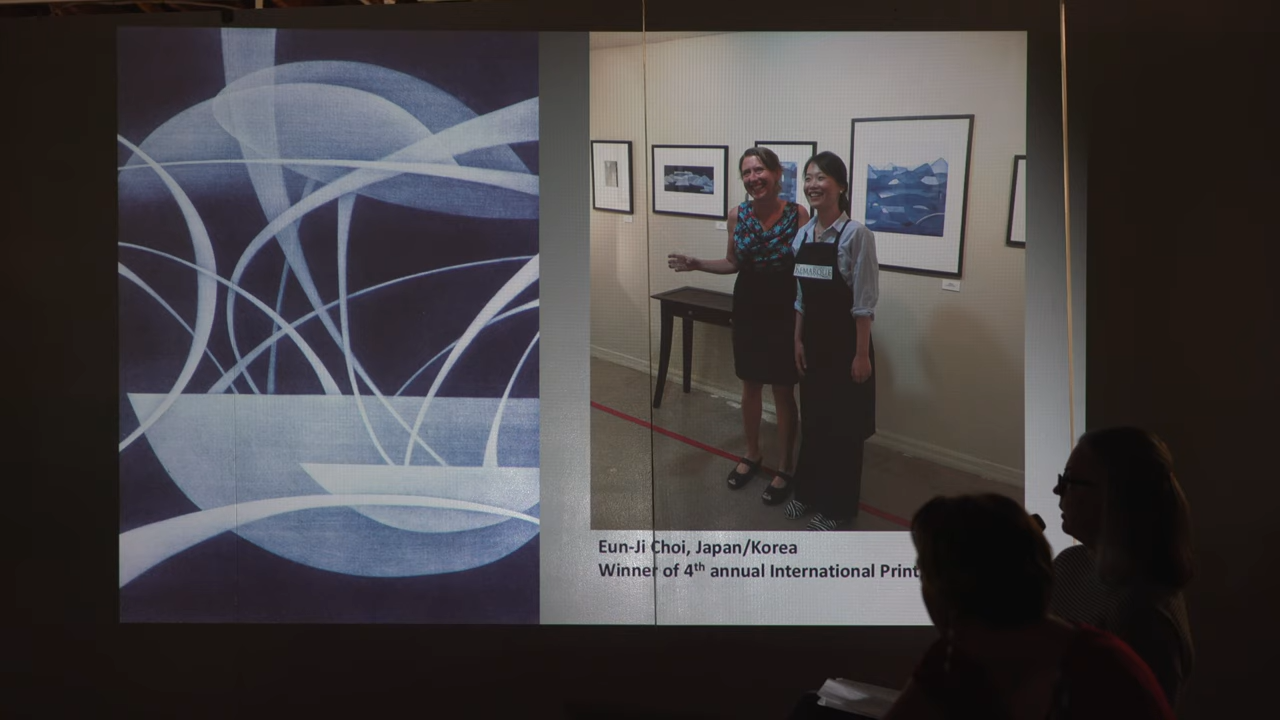 Eun-Ji Choi, Japan/Korea
Winner of 4th annual International Print